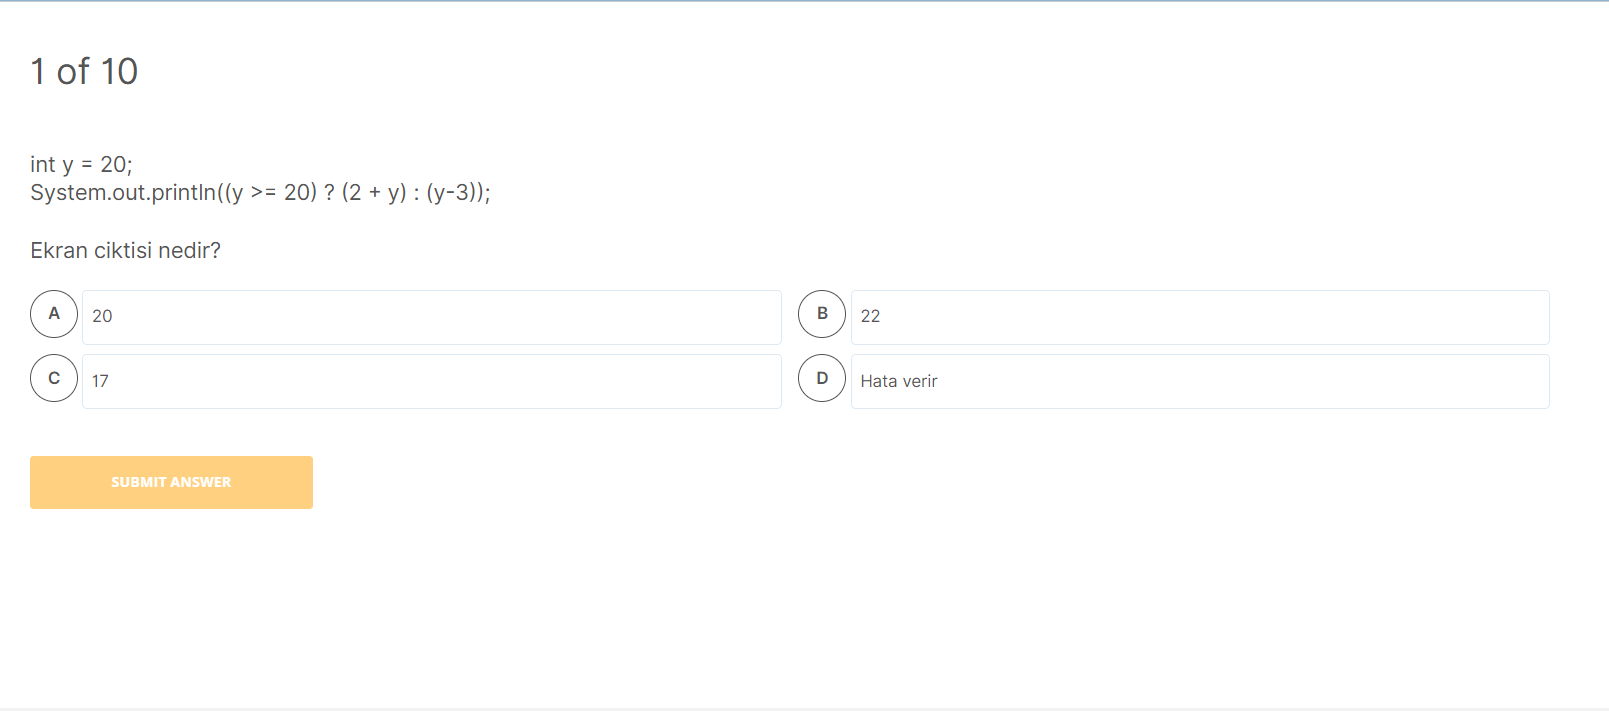 1 of 10
int y = 20;
System.out.println((y >= 20) ? (2 + y) : (y-3));
Ekran ciktisi nedir?
A 20
B 22
C 17
D Hata verir
SUBMIT ANSWER